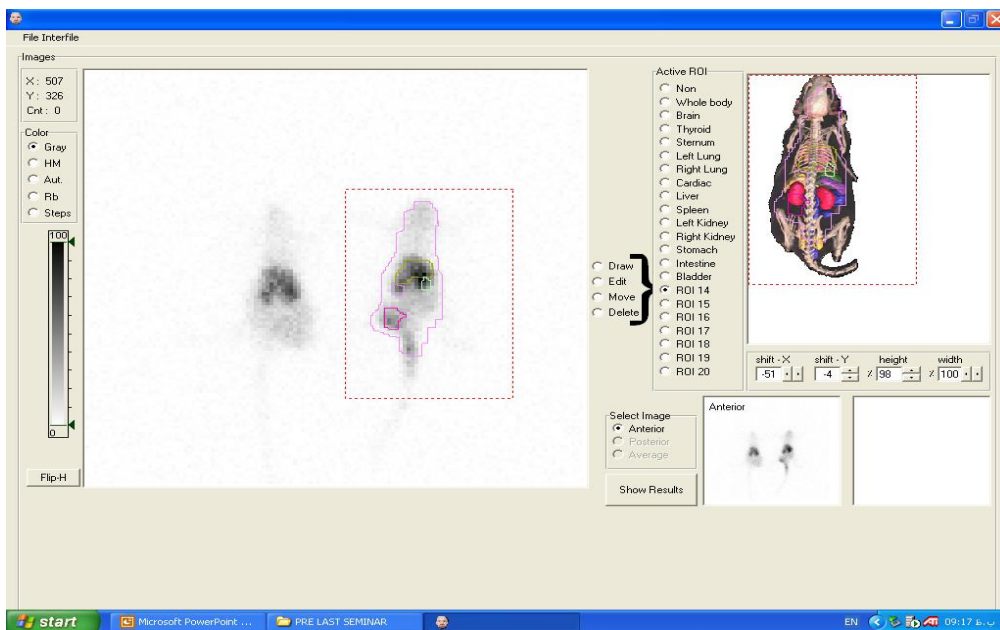 File Interfile
Images
X: 507
Y: 326
Cnt: 0
Color
Gray
HM
Aut.
Rb
Steps
100
0
Flip-H
Draw
Edit
Move
Delete
Active ROI
Non
Whole body
Brain
Thyroid
Sternum
Left Lung
Right Lung
Cardiac
Liver
Spleen
Left Kidney
Right Kidney
Stomach
Intestine
Bladder
ROI 14
ROI 15
ROI 16
ROI 17
ROI 18
ROI 19
ROI 20
shift - X shift - Y height width
-51 -4 % 98 % 100
Select Image
Anterior
Posterior
Average
Show Results
Anterior
start Microsoft PowerPoint ... PRE LAST SEMINAR EN 09:17 ب.ظ